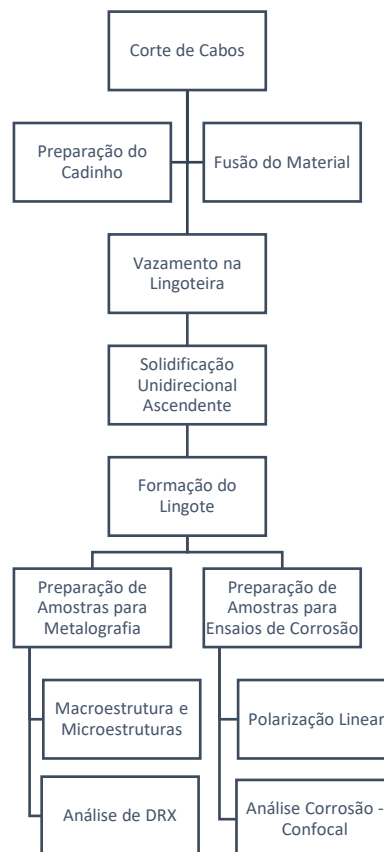 Corte de Cabos
Preparação do
Cadinho
Fusão do Material
Vazamento na
Lingoteira
Solidificação
Unidirecional
Ascendente
Formação do
Lingote
Preparação de
Amostras para
Metalografia
Preparação de
Amostras para
Ensaios de Corrosão
Macroestrutura e
Microestruturas
Polarização Linear
Análise de DRX
Análise Corrosão -
Confocal